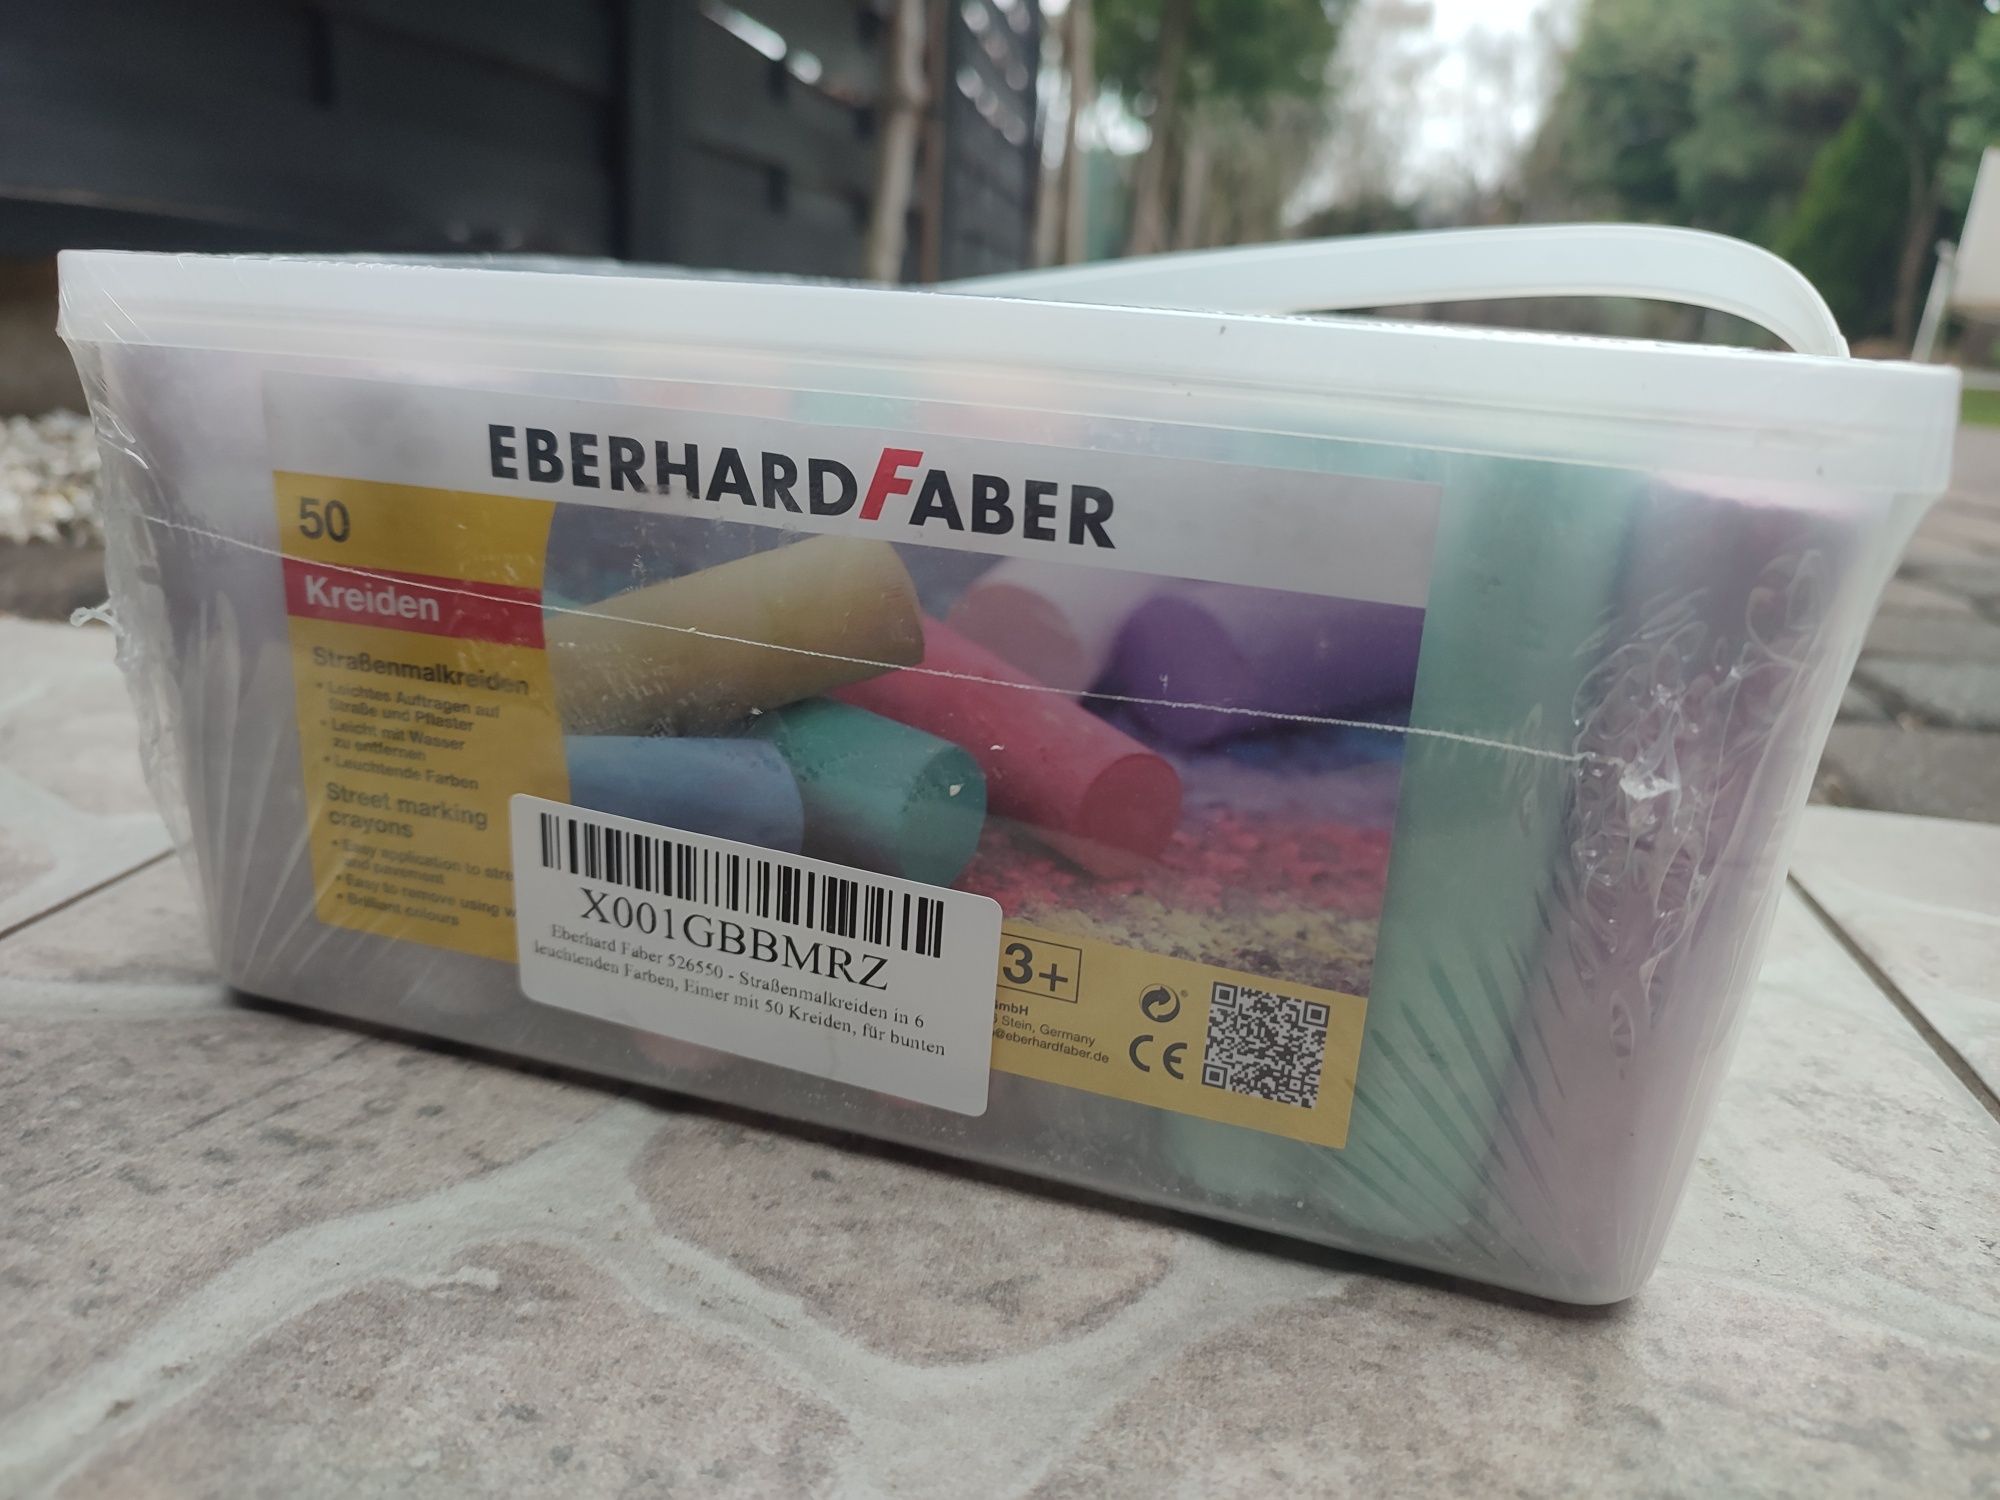 EBERHARDFABER
50
Kreiden
Straßenmalkreiden
• Leichtes Auftragen auf
Straße und Pflaster
• Leicht mit Wasser
zu entfernen
• Leuchtende Farben
Street marking
crayons
• Easy application to
and pavement
• Easy to remove using
• Brilliant colours
X001GBBMRZ
Eberhard Faber 526550 - Straßenmalkreiden in 6
leuchtenden Farben, Eimer mit 50 Kreiden, für bunten
3+
Stein, Germany
@eberhardfaber.de
CE